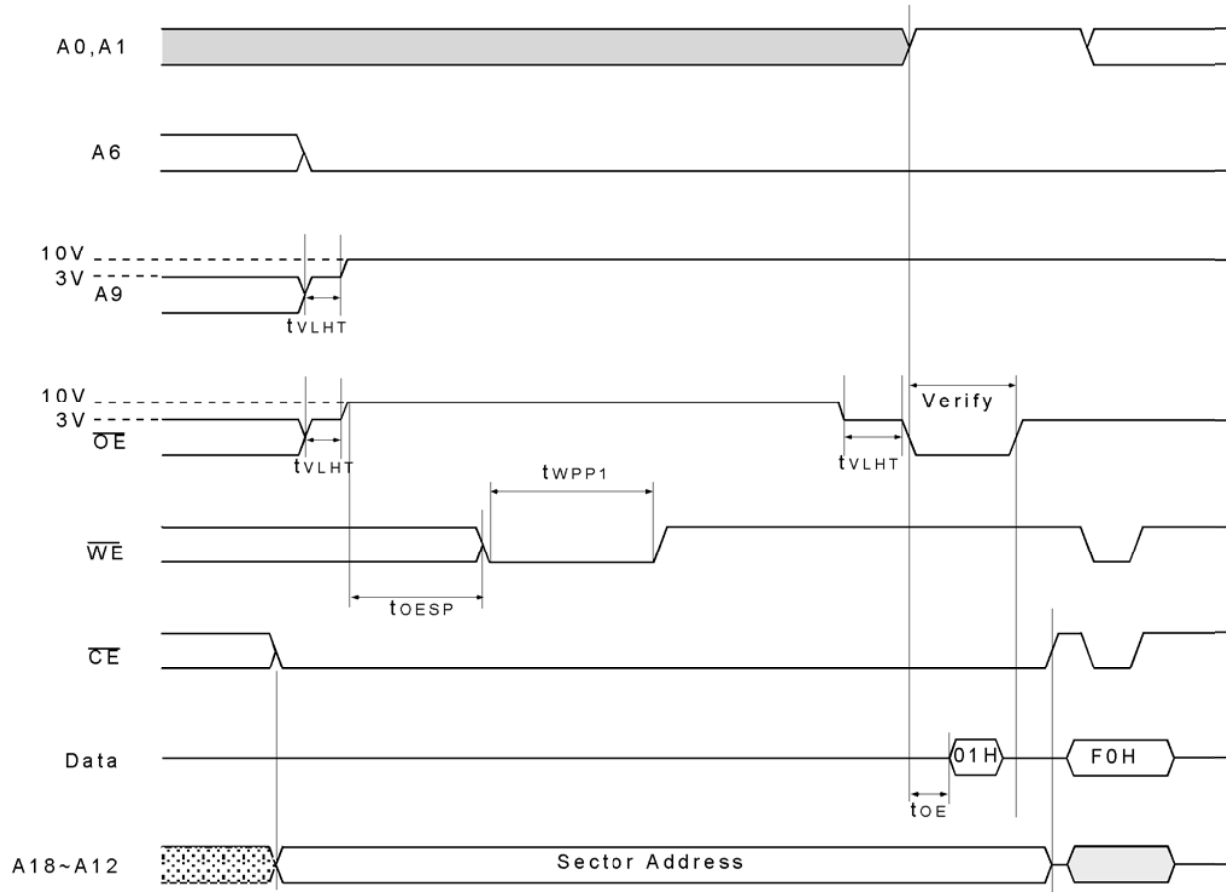 A0,A1
A6
10V
3V
A9
tVLHT
10V
3V
OE
tVLHT
tVLHT
Verify
tWPP1
WE
tOESP
CE
Data
01H
F0H
tOE
A18~A12
Sector Address